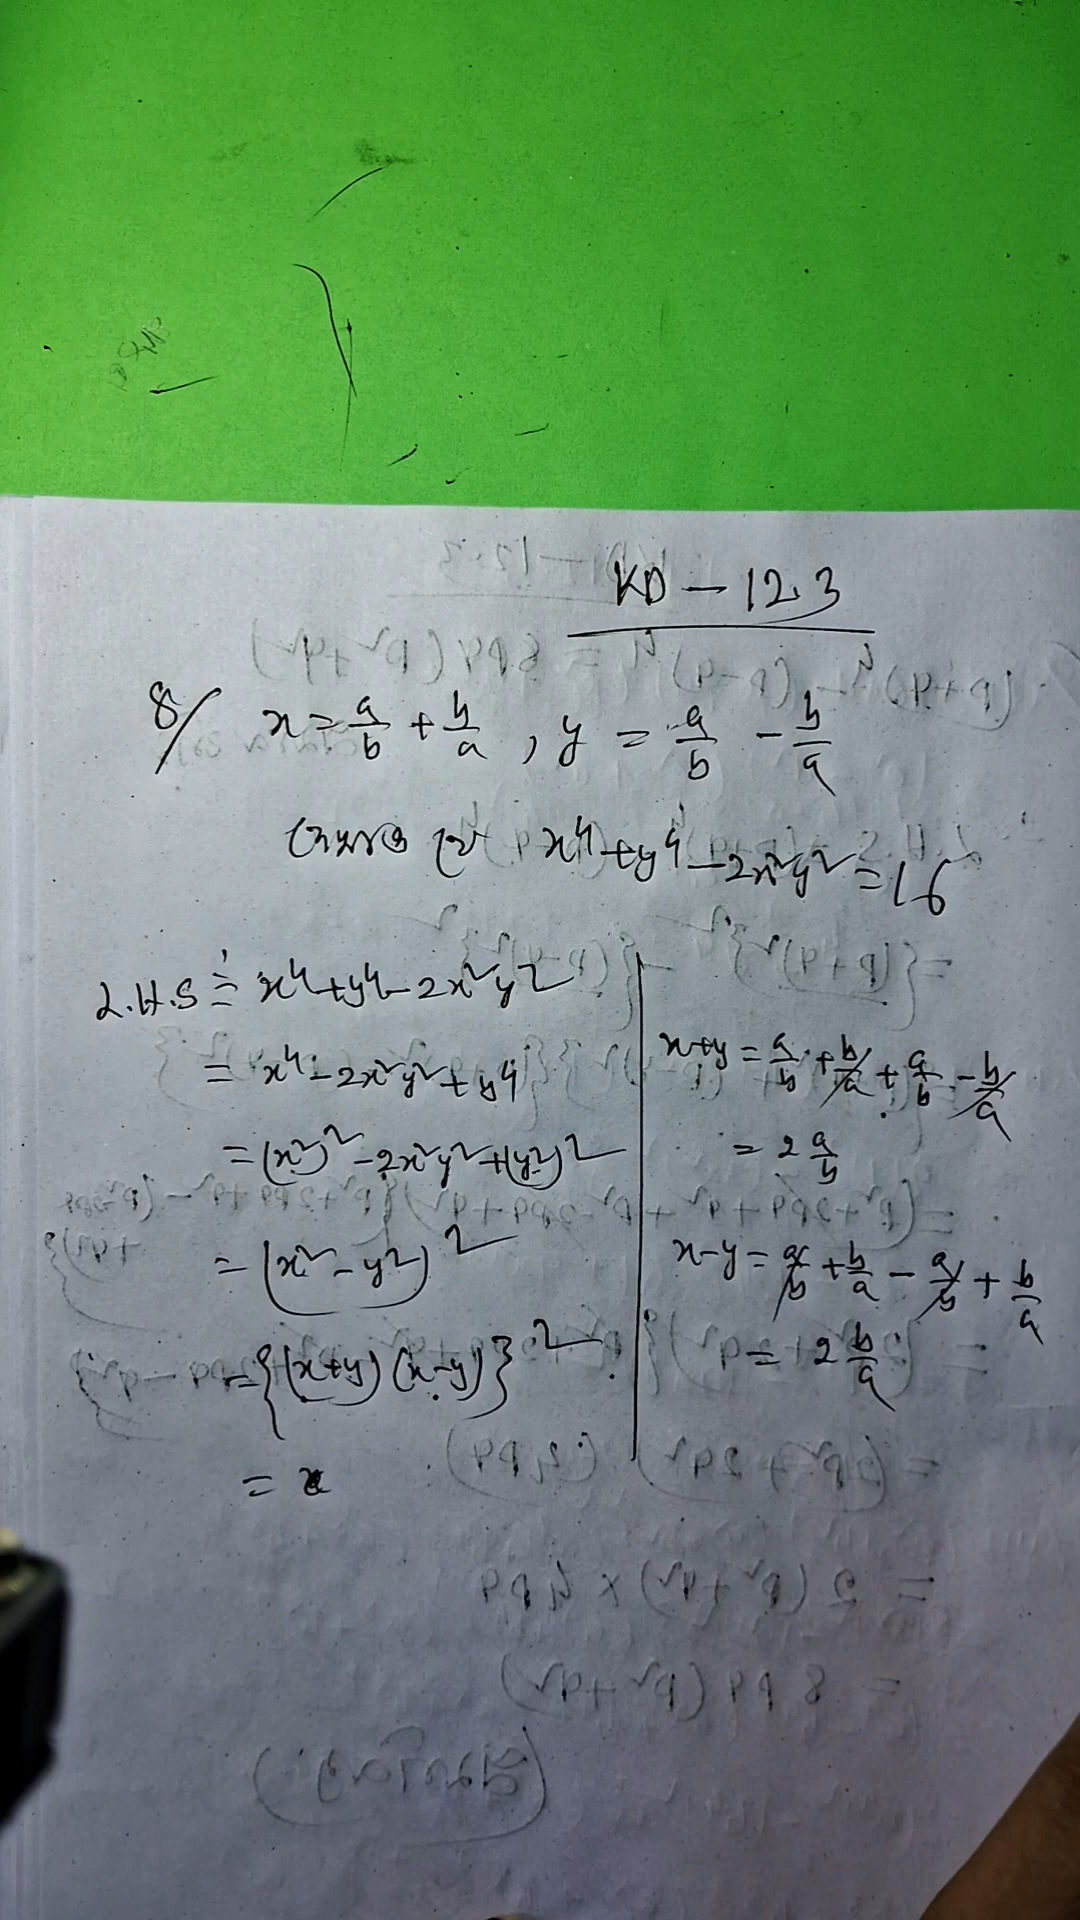 KD - 12.3
8/ x = a/b + b/a , y = a/b - b/a
দেখাও যে x⁴ + y⁴ - 2x²y² = 16
L.H.S = x⁴ + y⁴ - 2x²y²
= x⁴ - 2x²y² + y⁴
= (x²)² - 2x²y² + (y²)²
= (x² - y²)²
= {(x+y) (x-y)}²
= x
x+y = a/b + b/a + a/b - b/a
= 2 a/b
x-y = a/b + b/a - a/b + b/a
= 2 b/a